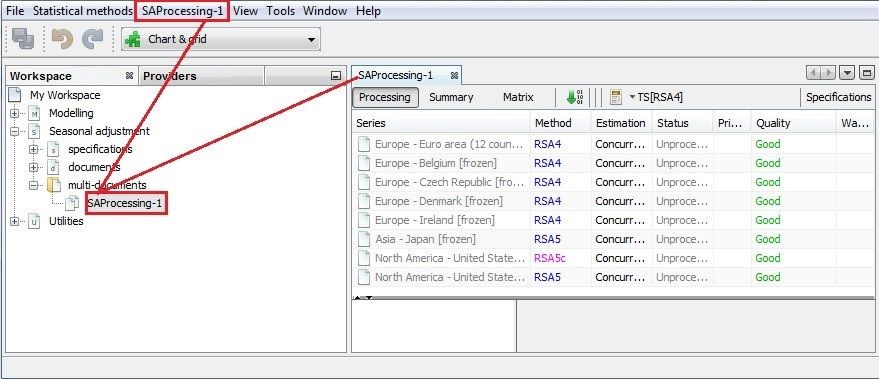 File Statistical methods SAProcessing-1 View Tools Window Help
Chart & grid
Workspace Providers
My Workspace
Modelling
Seasonal adjustment
specifications
documents
multi-documents
SAProcessing-1
Utilities
SAProcessing-1
Processing Summary Matrix TS[RSA4] Specifications
Series Method Estimation Status Pri... Quality Wa...
Europe - Euro area (12 coun... RSA4 Concurr... Unproce... Good
Europe - Belgium [frozen] RSA4 Concurr... Unproce... Good
Europe - Czech Republic [fro... RSA4 Concurr... Unproce... Good
Europe - Denmark [frozen] RSA4 Concurr... Unproce... Good
Europe - Ireland [frozen] RSA4 Concurr... Unproce... Good
Asia - Japan [frozen] RSA5 Concurr... Unproce... Good
North America - United State... RSA5c Concurr... Unproce... Good
North America - United State... RSA5 Concurr... Unproce... Good